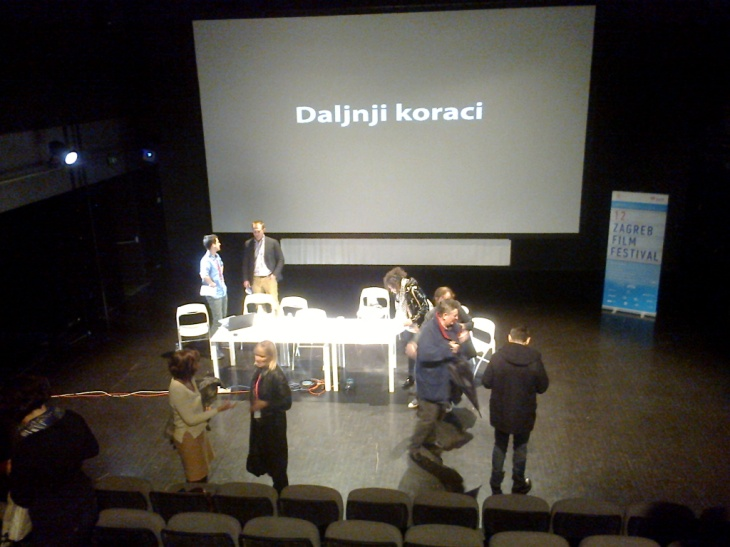 Daljnji koraci
12
ZAGREB
FILM
FESTIVAL